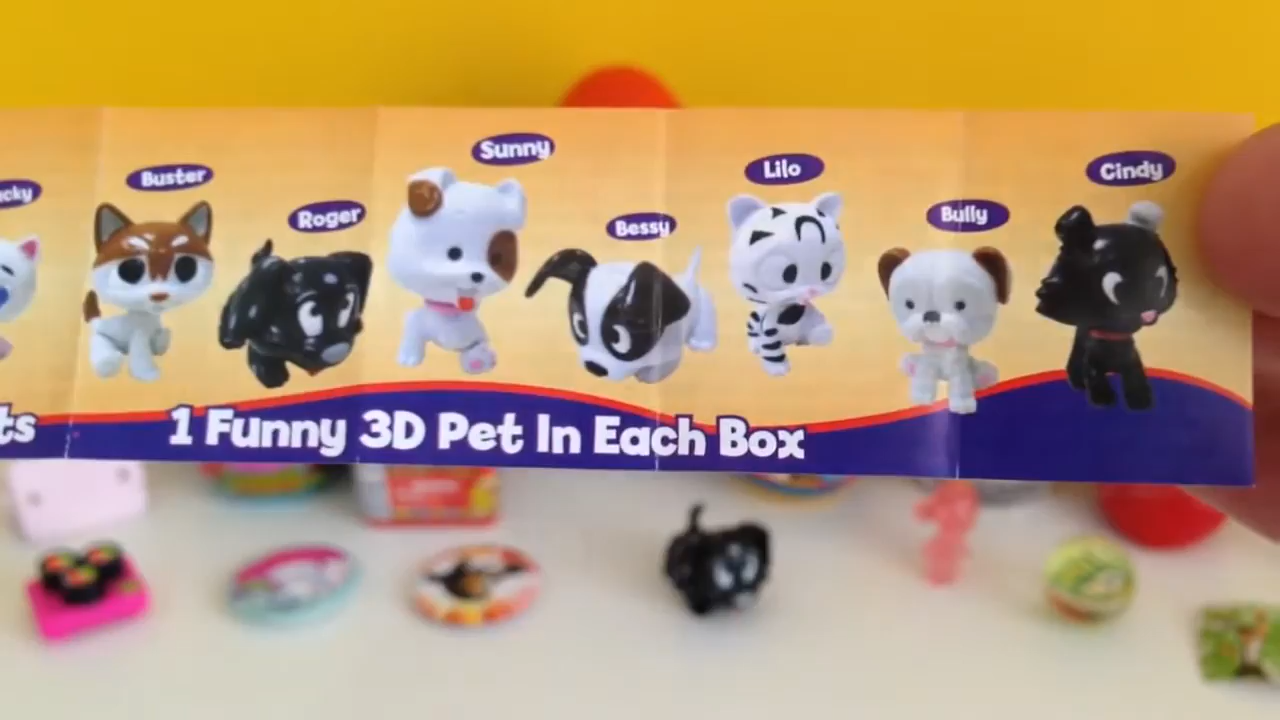 Buster
Roger
Sunny
Bessy
Lilo
Bully
Cindy
1 Funny 3D Pet In Each Box